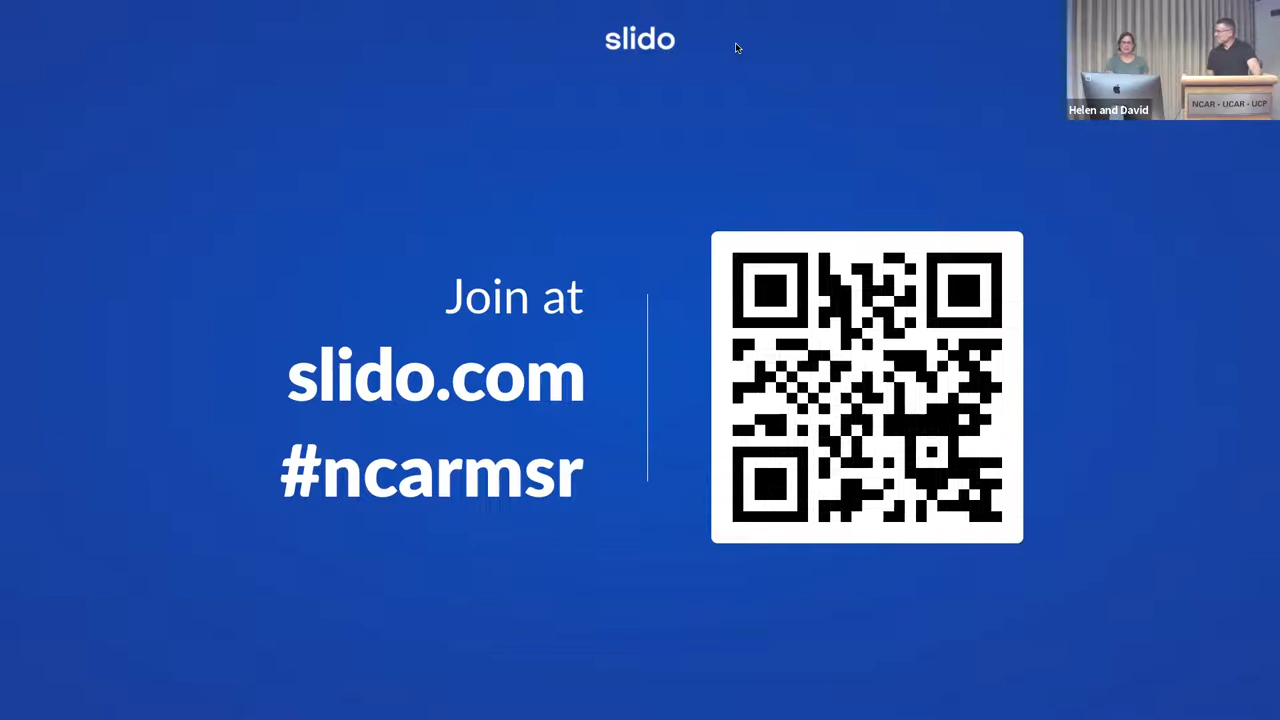 slido
NCAR • UCAR • UCP
Helen and David
Join at
slido.com
#ncarmsr